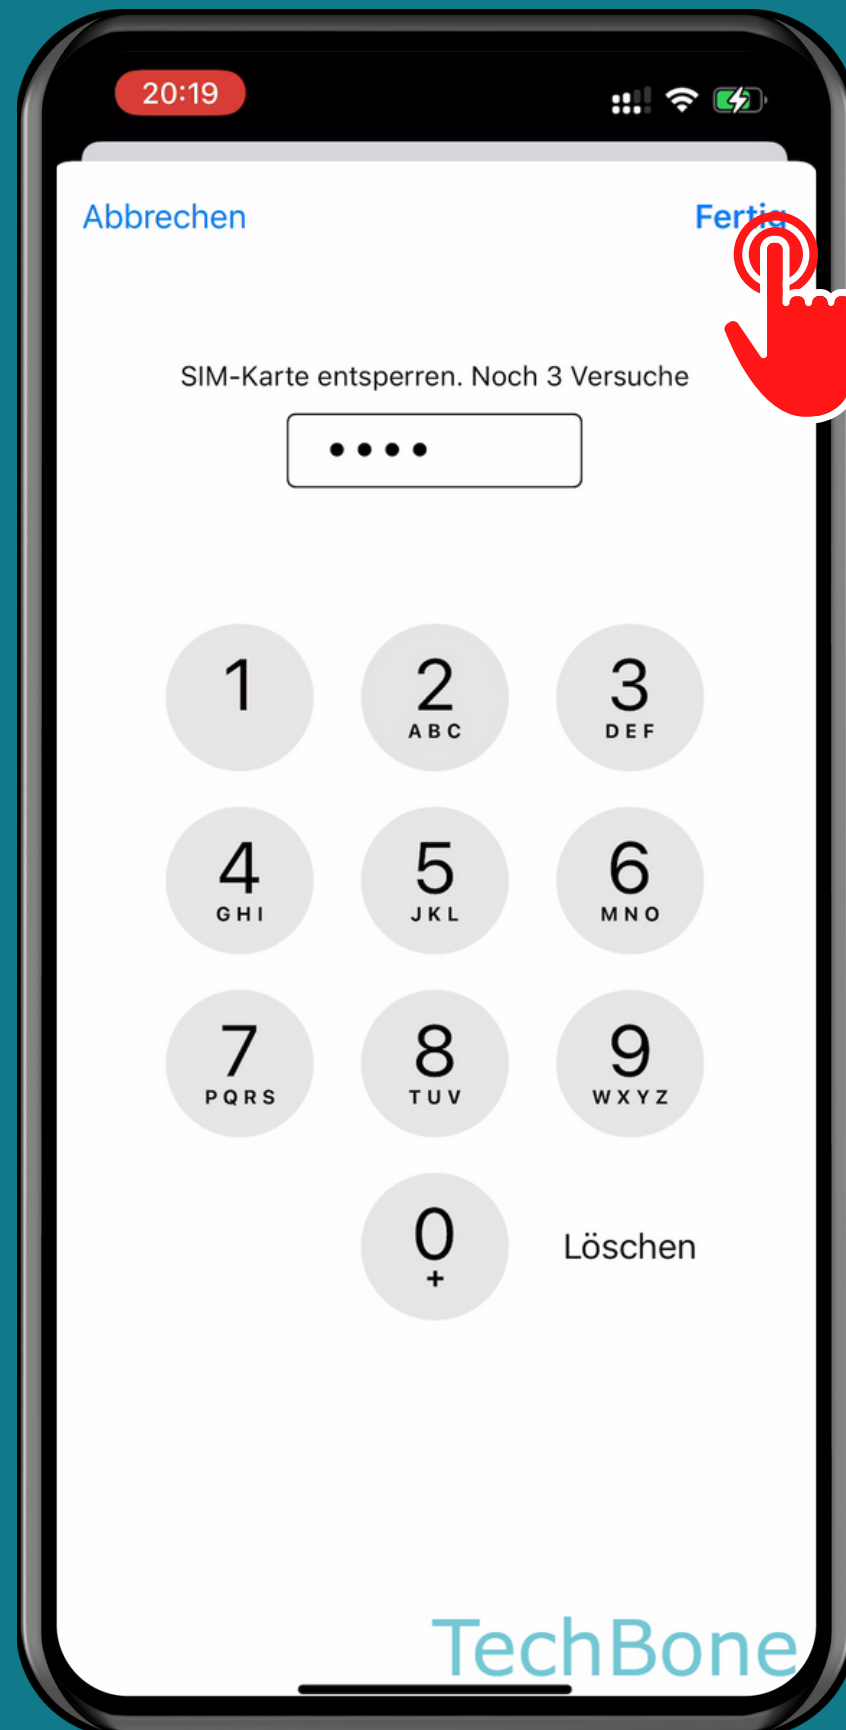 20:19
Abbrechen
Fertig
SIM-Karte entsperren. Noch 3 Versuche
1
2
ABC
3
DEF
4
GHI
5
JKL
6
MNO
7
PQRS
8
TUV
9
WXYZ
0
+
Löschen
TechBone